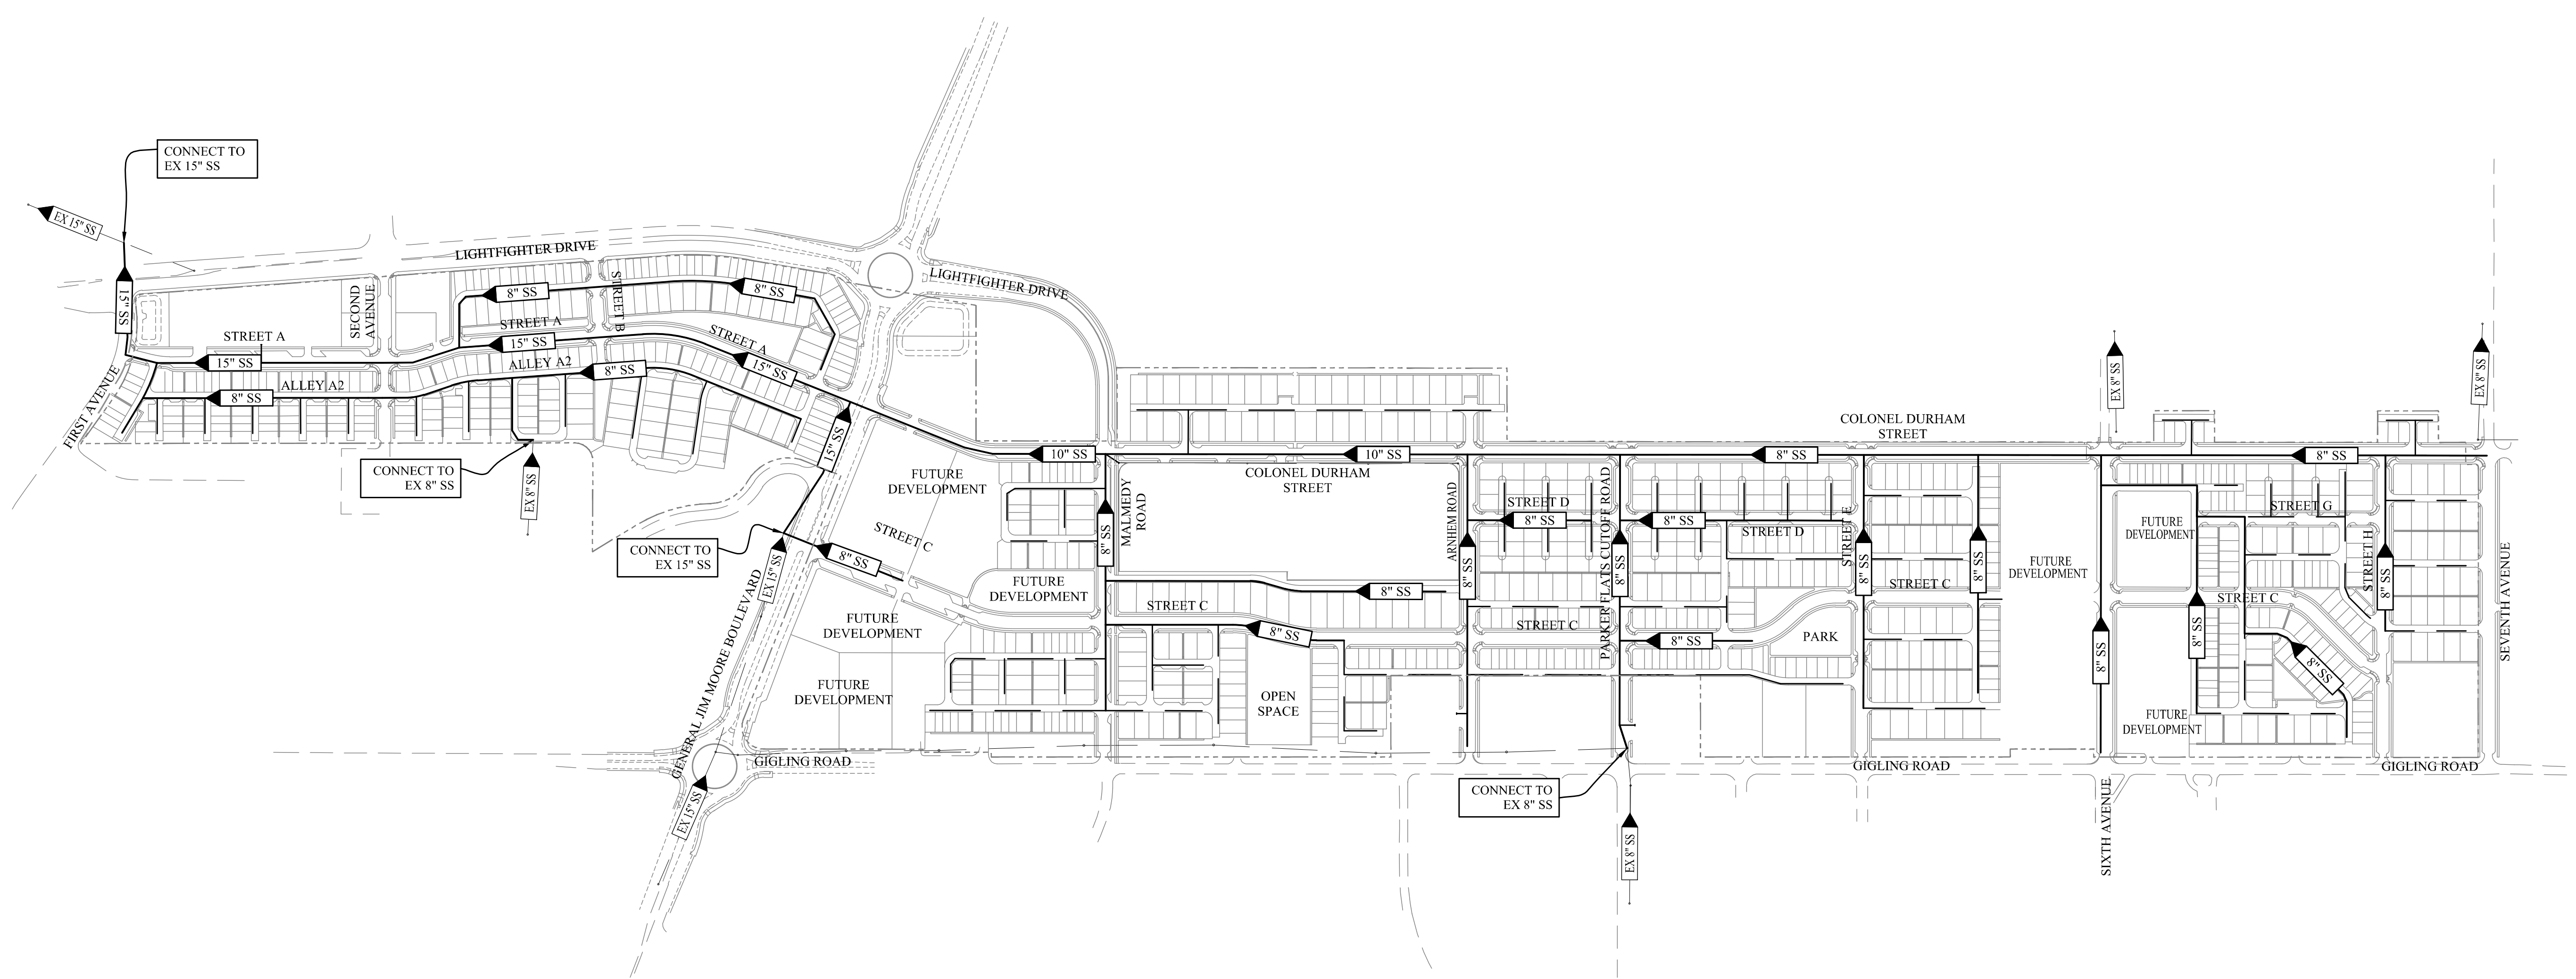 CONNECT TO
EX 15" SS
EX 15" SS
15" SS
LIGHTFIGHTER DRIVE
LIGHTFIGHTER DRIVE
SECOND
AVENUE
STREET B
8" SS
8" SS
STREET A
STREET A
STREET A
15" SS
15" SS
15" SS
ALLEY A2
ALLEY A2
8" SS
8" SS
FIRST AVENUE
CONNECT TO
EX 8" SS
EX 8" SS
15" SS
CONNECT TO
EX 15" SS
EX 15" SS
8" SS
GENERAL JIM MOORE BOULEVARD
EX 15" SS
GIGLING ROAD
FUTURE
DEVELOPMENT
STREET C
FUTURE
DEVELOPMENT
FUTURE
DEVELOPMENT
FUTURE
DEVELOPMENT
10" SS
10" SS
COLONEL DURHAM
STREET
MALMEDY
ROAD
8" SS
8" SS
STREET C
8" SS
OPEN
SPACE
ARNHEM ROAD
8" SS
STREET D
8" SS
STREET C
PARKER FLATS CUTOFF ROAD
8" SS
8" SS
STREET D
8" SS
CONNECT TO
EX 8" SS
EX 8" SS
COLONEL DURHAM
STREET
8" SS
STREET E
8" SS
PARK
STREET C
8" SS
GIGLING ROAD
FUTURE
DEVELOPMENT
EX 8" SS
8" SS
SIXTH AVENUE
FUTURE
DEVELOPMENT
FUTURE
DEVELOPMENT
8" SS
8" SS
STREET G
STREET C
8" SS
STREET H
8" SS
EX 8" SS
SEVENTH AVENUE
GIGLING ROAD